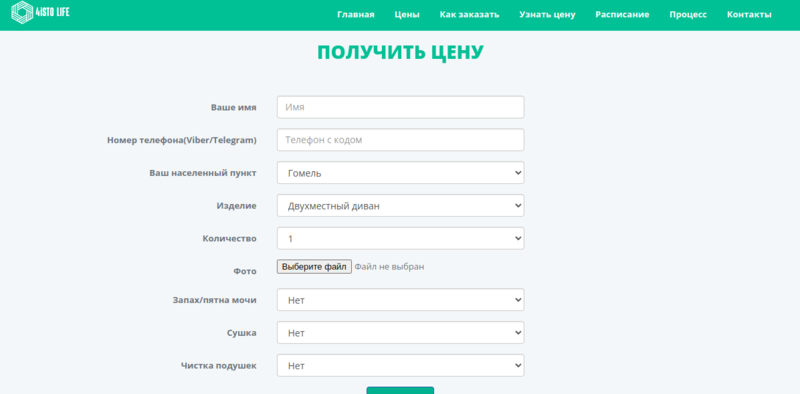 4ISTO LIFE
Главная Цены Как заказать Узнать цену Расписание Процесс Контакты
ПОЛУЧИТЬ ЦЕНУ
Ваше имя Имя
Номер телефона(Viber/Telegram) Телефон с кодом
Ваш населенный пункт Гомель
Изделие Двухместный диван
Количество 1
Фото Выберите файл Файл не выбран
Запах/пятна мочи Нет
Сушка Нет
Чистка подушек Нет